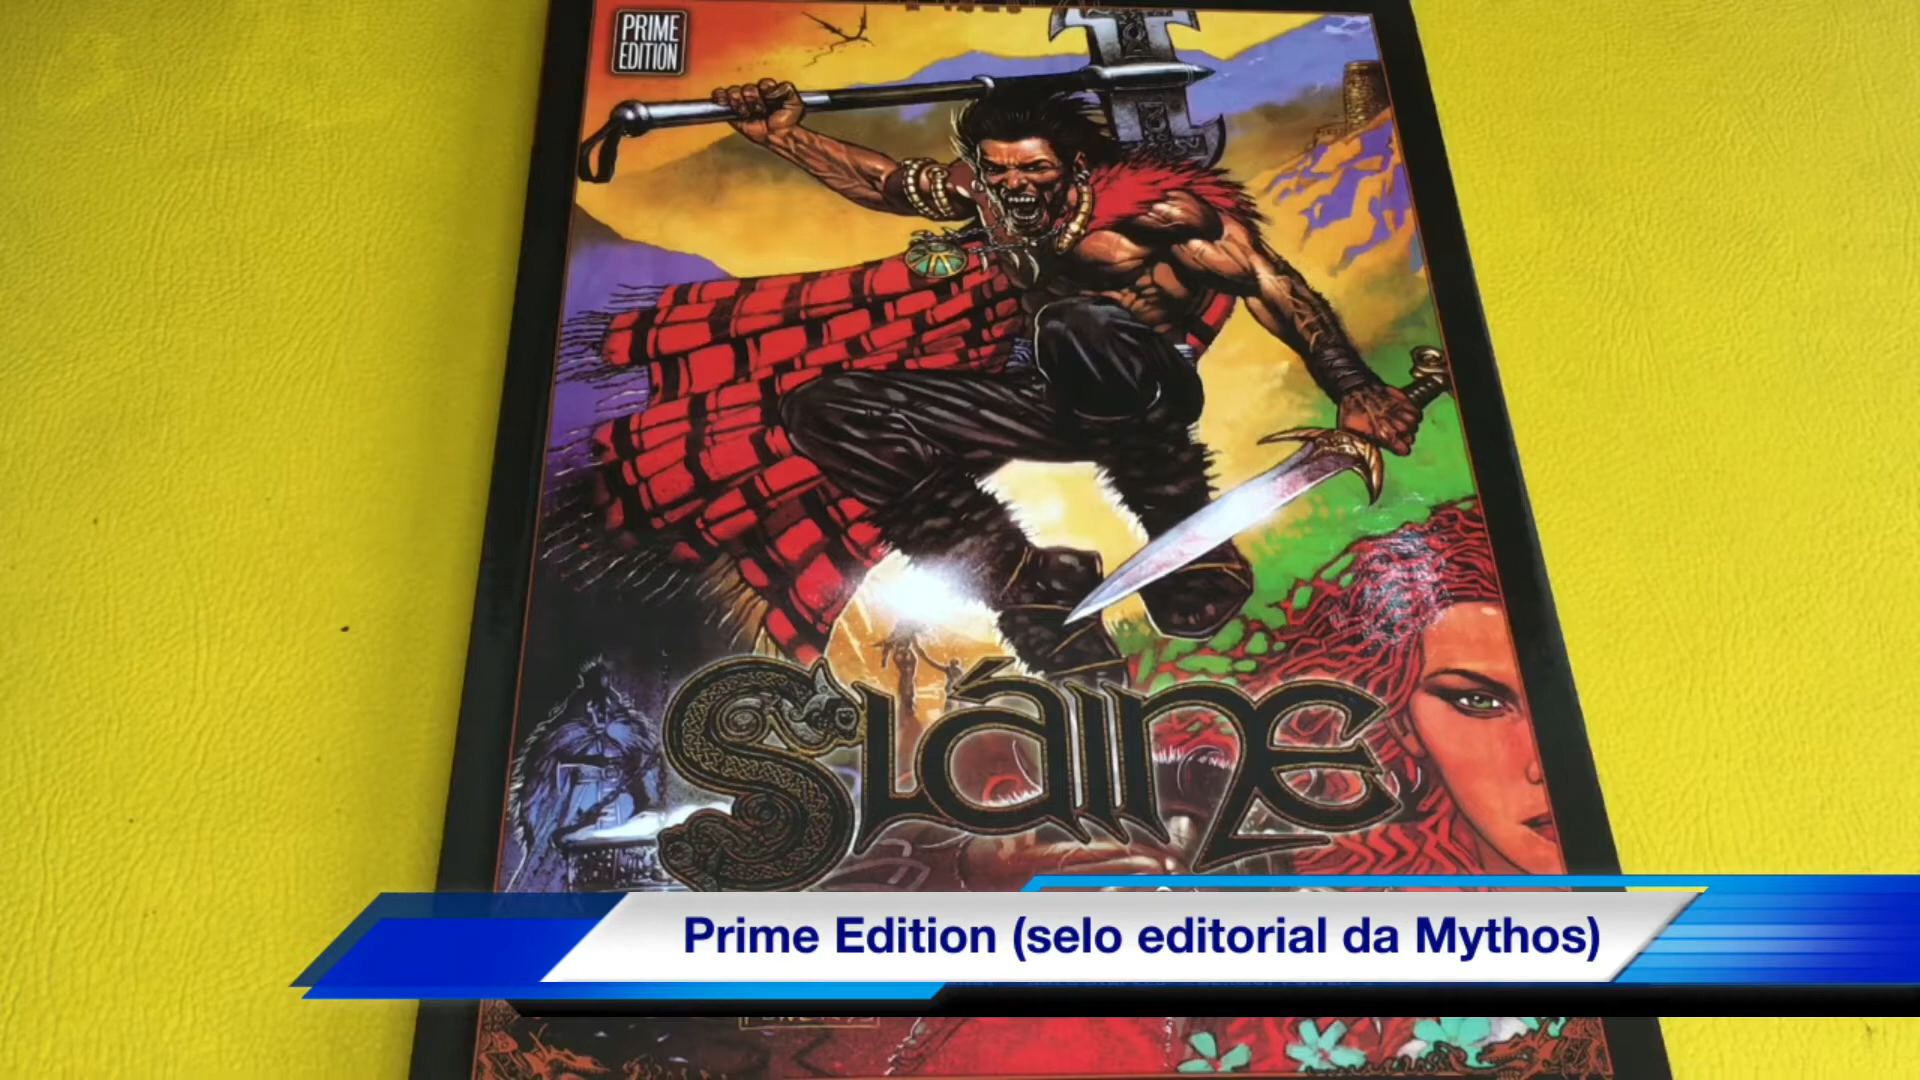 PRIME
EDITION
Sláine
Prime Edition (selo editorial da Mythos)